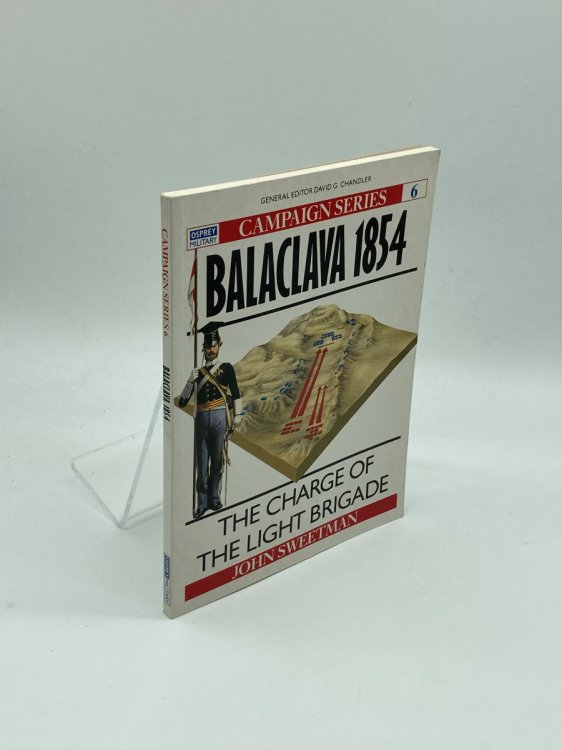 GENERAL EDITOR DAVID G. CHANDLER
OSPREY
MILITARY
CAMPAIGN SERIES
6
BALACLAVA 1854
THE CHARGE OF
THE LIGHT BRIGADE
JOHN SWEETMAN
CAMPAIGN SERIES 6
BALACLAVA 1854